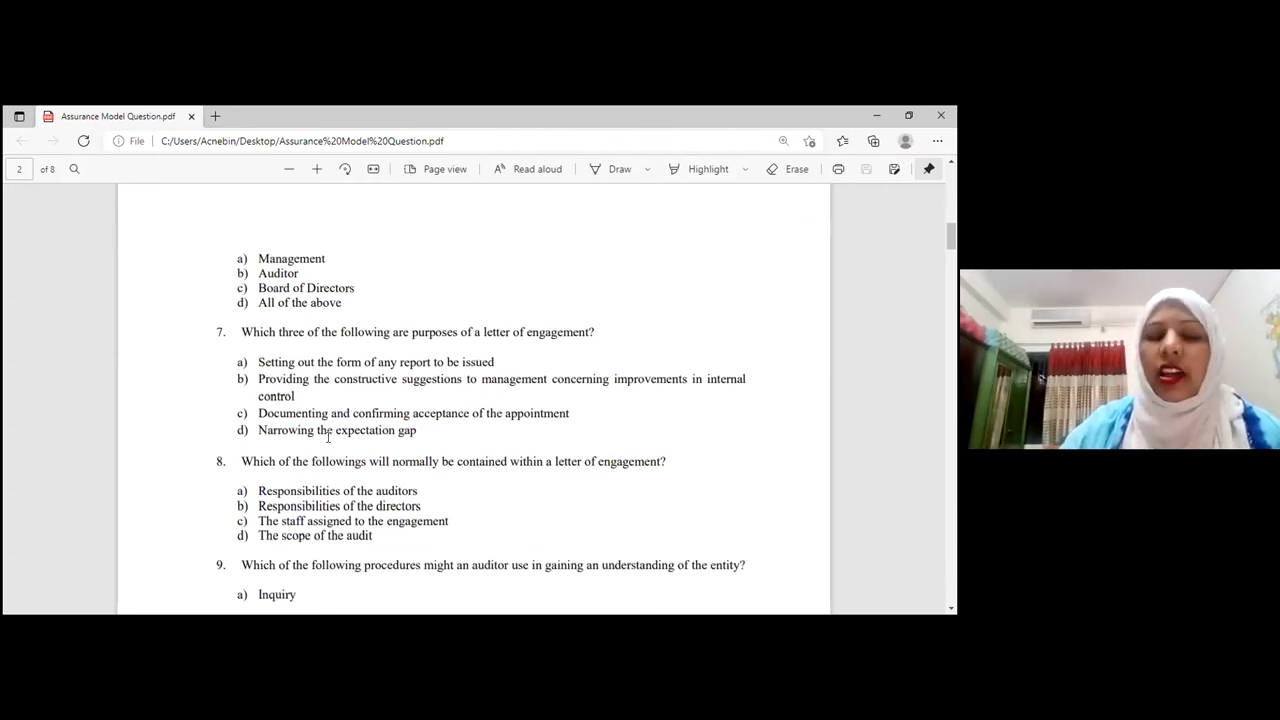 Assurance Model Question.pdf
File C:/Users/Acnebin/Desktop/Assurance%20Model%20Question.pdf
2 of 8 Page view Read aloud Draw Highlight Erase
a) Management
b) Auditor
c) Board of Directors
d) All of the above
7. Which three of the following are purposes of a letter of engagement?
a) Setting out the form of any report to be issued
b) Providing the constructive suggestions to management concerning improvements in internal
control
c) Documenting and confirming acceptance of the appointment
d) Narrowing the expectation gap
8. Which of the followings will normally be contained within a letter of engagement?
a) Responsibilities of the auditors
b) Responsibilities of the directors
c) The staff assigned to the engagement
d) The scope of the audit
9. Which of the following procedures might an auditor use in gaining an understanding of the entity?
a) Inquiry